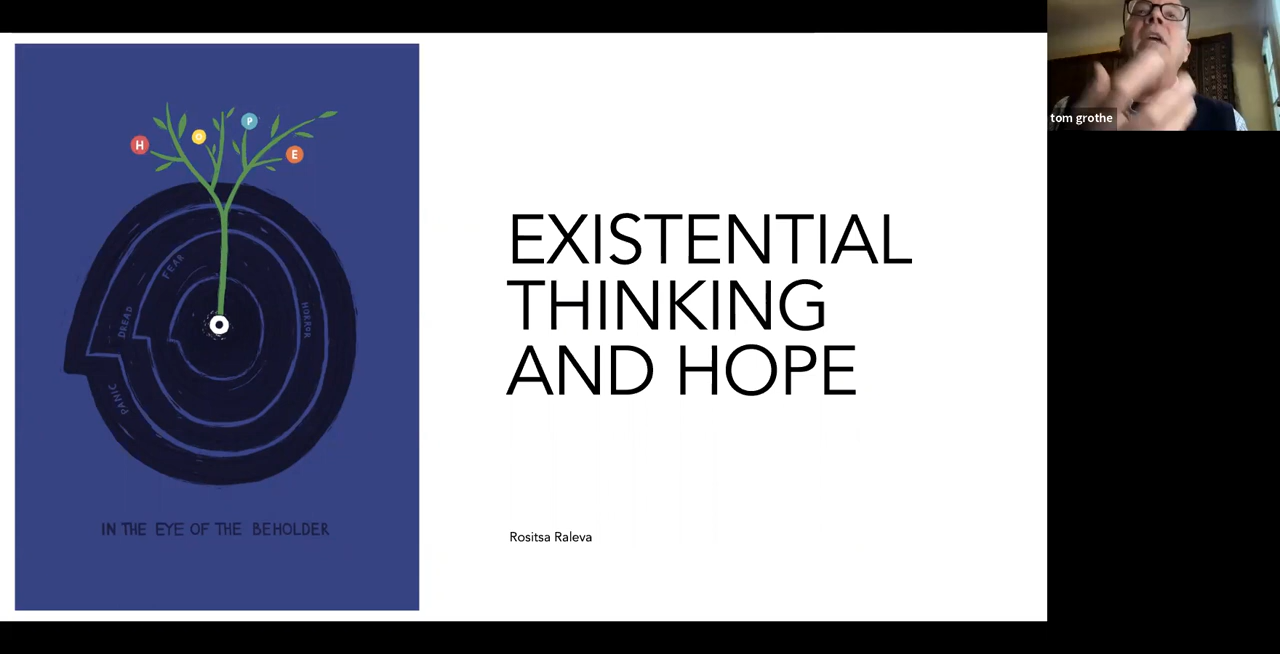 H O P E
FEAR
DREAD
HORROR
PANIC
IN THE EYE OF THE BEHOLDER
EXISTENTIAL
THINKING
AND HOPE
Rositsa Raleva
tom grothe